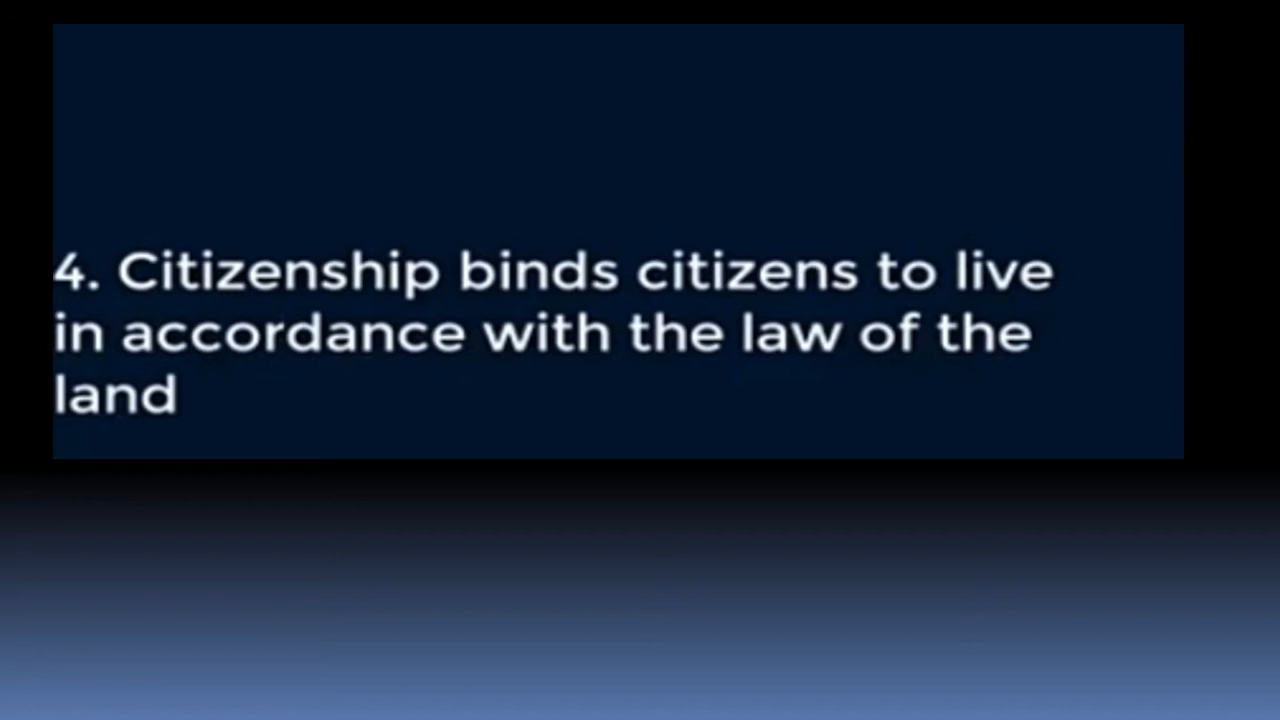 4. Citizenship binds citizens to live
in accordance with the law of the
land